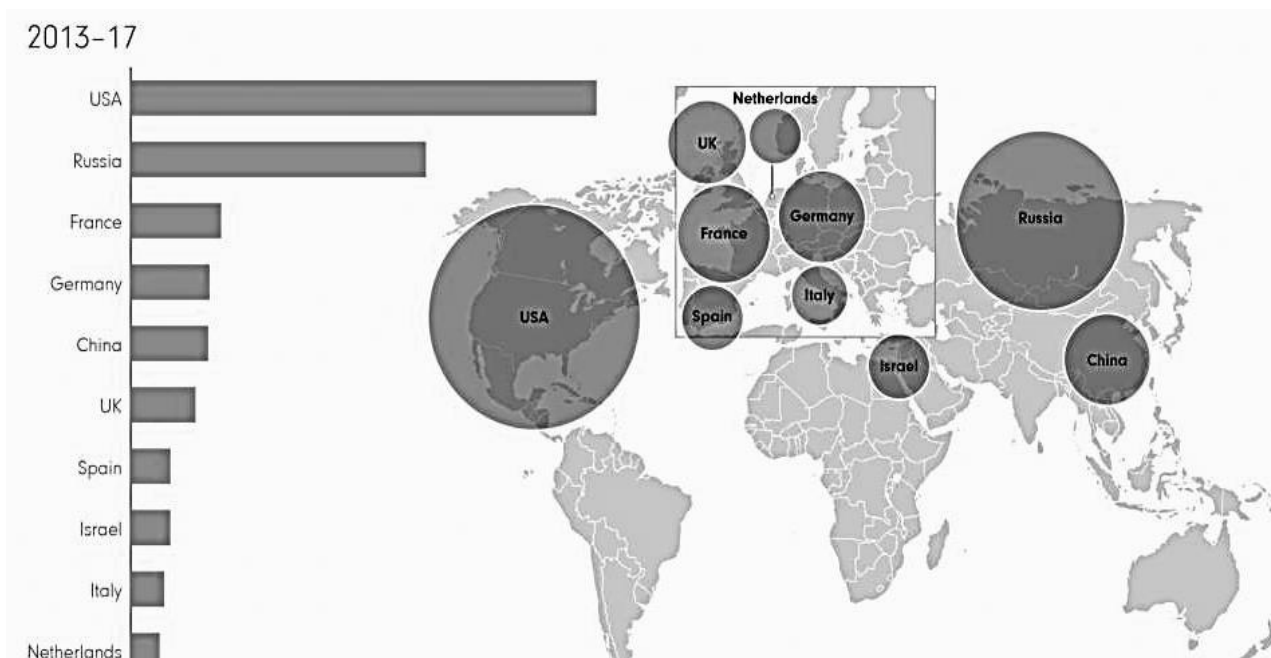 2013–17
USA
Russia
France
Germany
China
UK
Spain
Israel
Italy
Netherlands
Netherlands
UK
Germany
France
Italy
Spain
USA
Israel
Russia
China